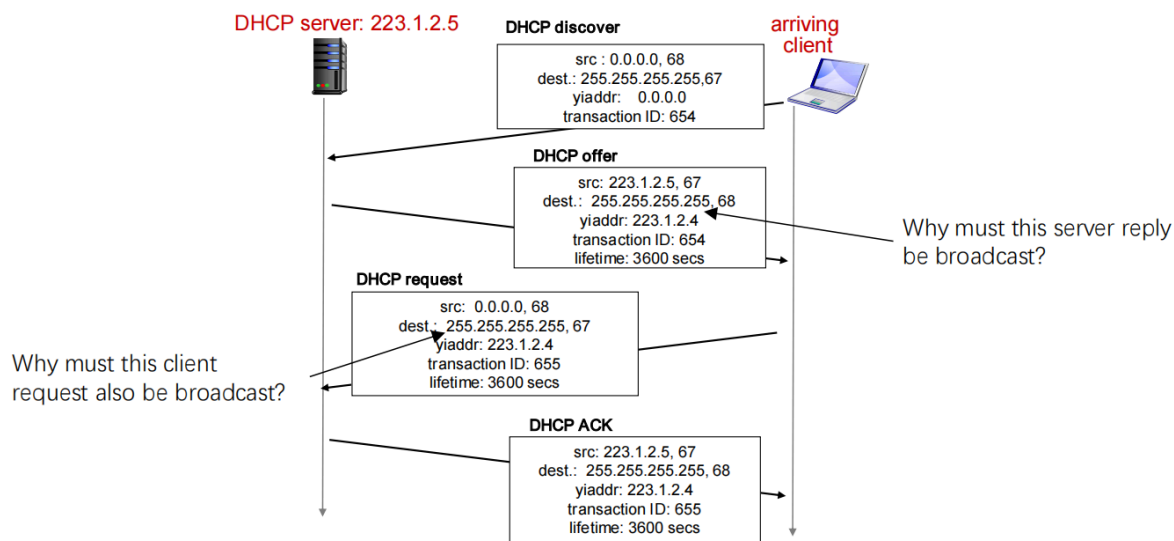 DHCP server: 223.1.2.5
DHCP discover
arriving
client
src : 0.0.0.0, 68
dest.: 255.255.255.255,67
yiaddr: 0.0.0.0
transaction ID: 654
DHCP offer
src: 223.1.2.5, 67
dest.: 255.255.255.255, 68
yiaddr: 223.1.2.4
transaction ID: 654
lifetime: 3600 secs
Why must this server reply
be broadcast?
DHCP request
src: 0.0.0.0, 68
dest.: 255.255.255.255, 67
yiaddr: 223.1.2.4
transaction ID: 655
lifetime: 3600 secs
Why must this client
request also be broadcast?
DHCP ACK
src: 223.1.2.5, 67
dest.: 255.255.255.255, 68
yiaddr: 223.1.2.4
transaction ID: 655
lifetime: 3600 secs